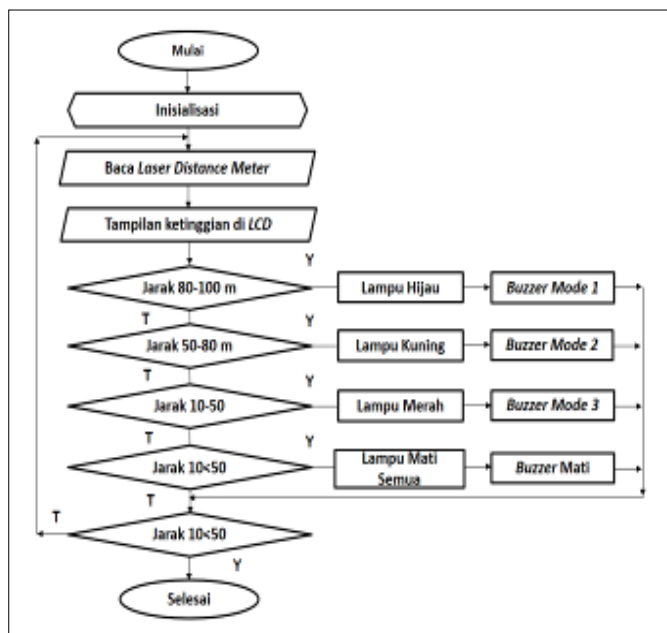 Mulai
Inisialisasi
Baca Laser Distance Meter
Tampilan ketinggian di LCD
Y
Jarak 80-100 m
Lampu Hijau
Buzzer Mode 1
T
Y
Jarak 50-80 m
Lampu Kuning
Buzzer Mode 2
T
Y
Jarak 10-50
Lampu Merah
Buzzer Mode 3
T
Y
Jarak 10<50
Lampu Mati
Semua
Buzzer Mati
T
T
Jarak 10<50
Y
Selesai